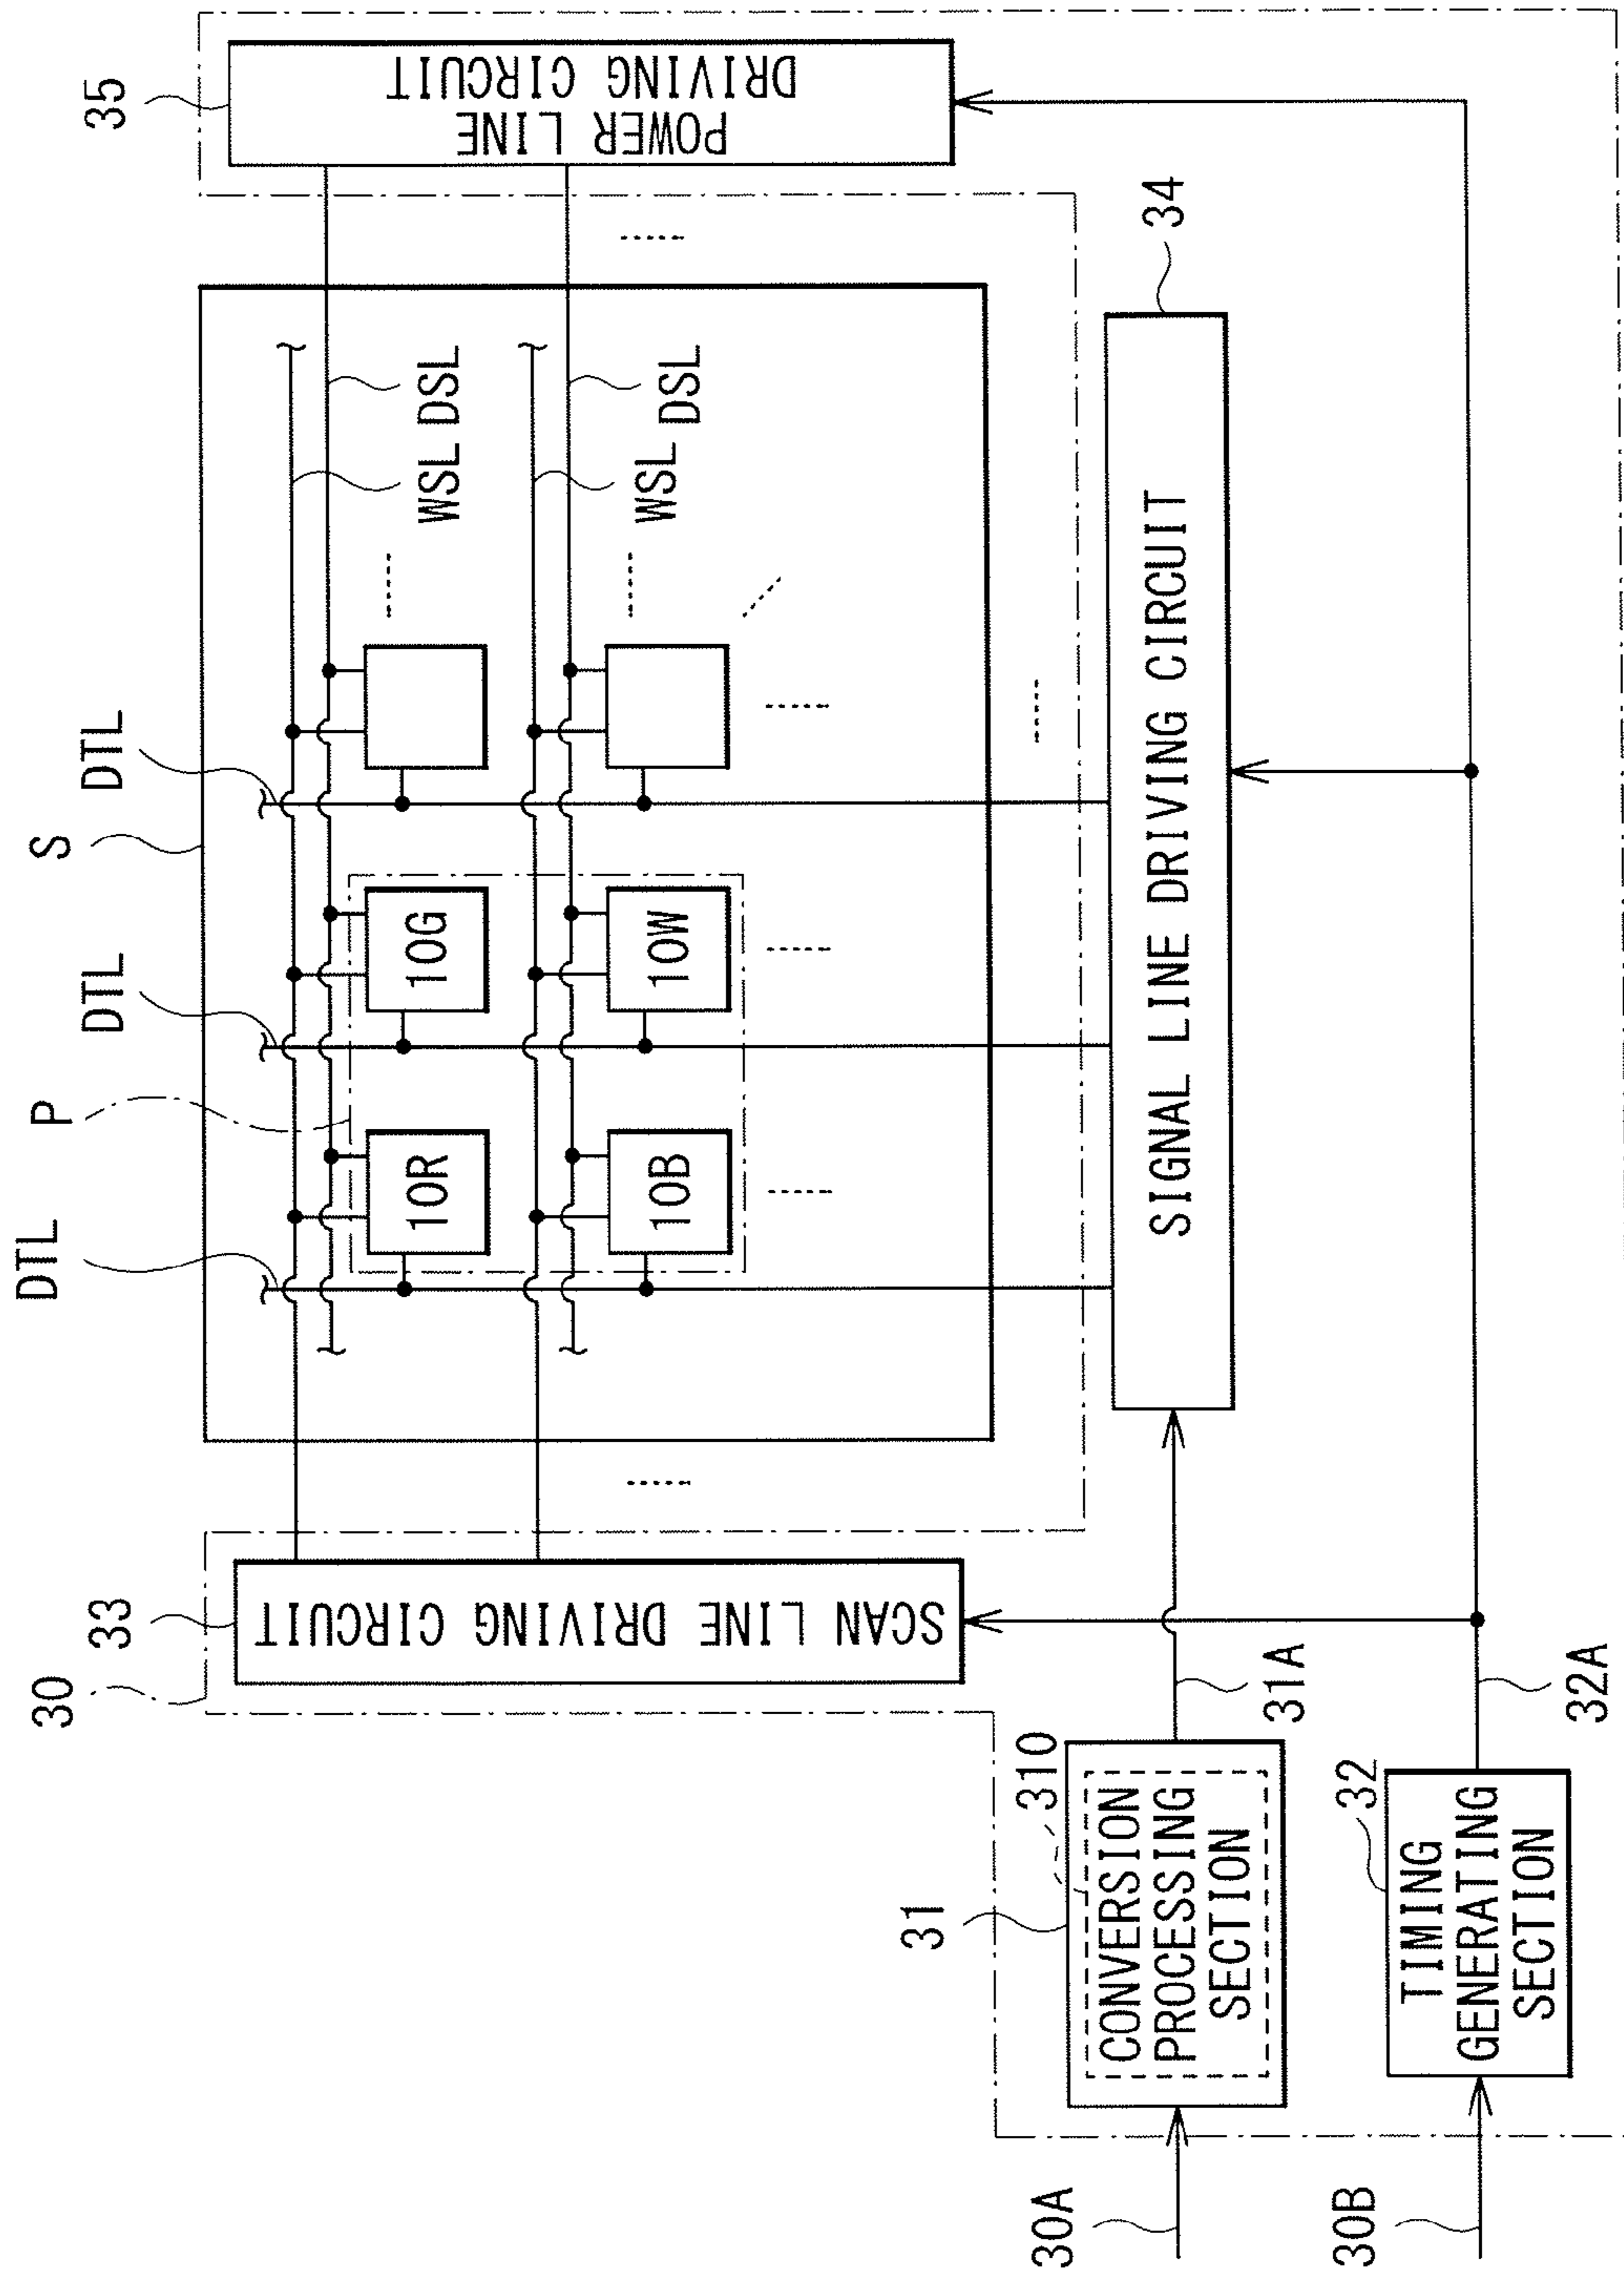 30
33
DTL
P
DTL
S
DTL
35
SCAN LINE DRIVING CIRCUIT
10R
10G
WSL
DSL
10B
10W
WSL
DSL
POWER LINE
DRIVING CIRCUIT
31
310
CONVERSION
PROCESSING
SECTION
30A
31A
SIGNAL LINE DRIVING CIRCUIT
34
32
TIMING
GENERATING
SECTION
30B
32A